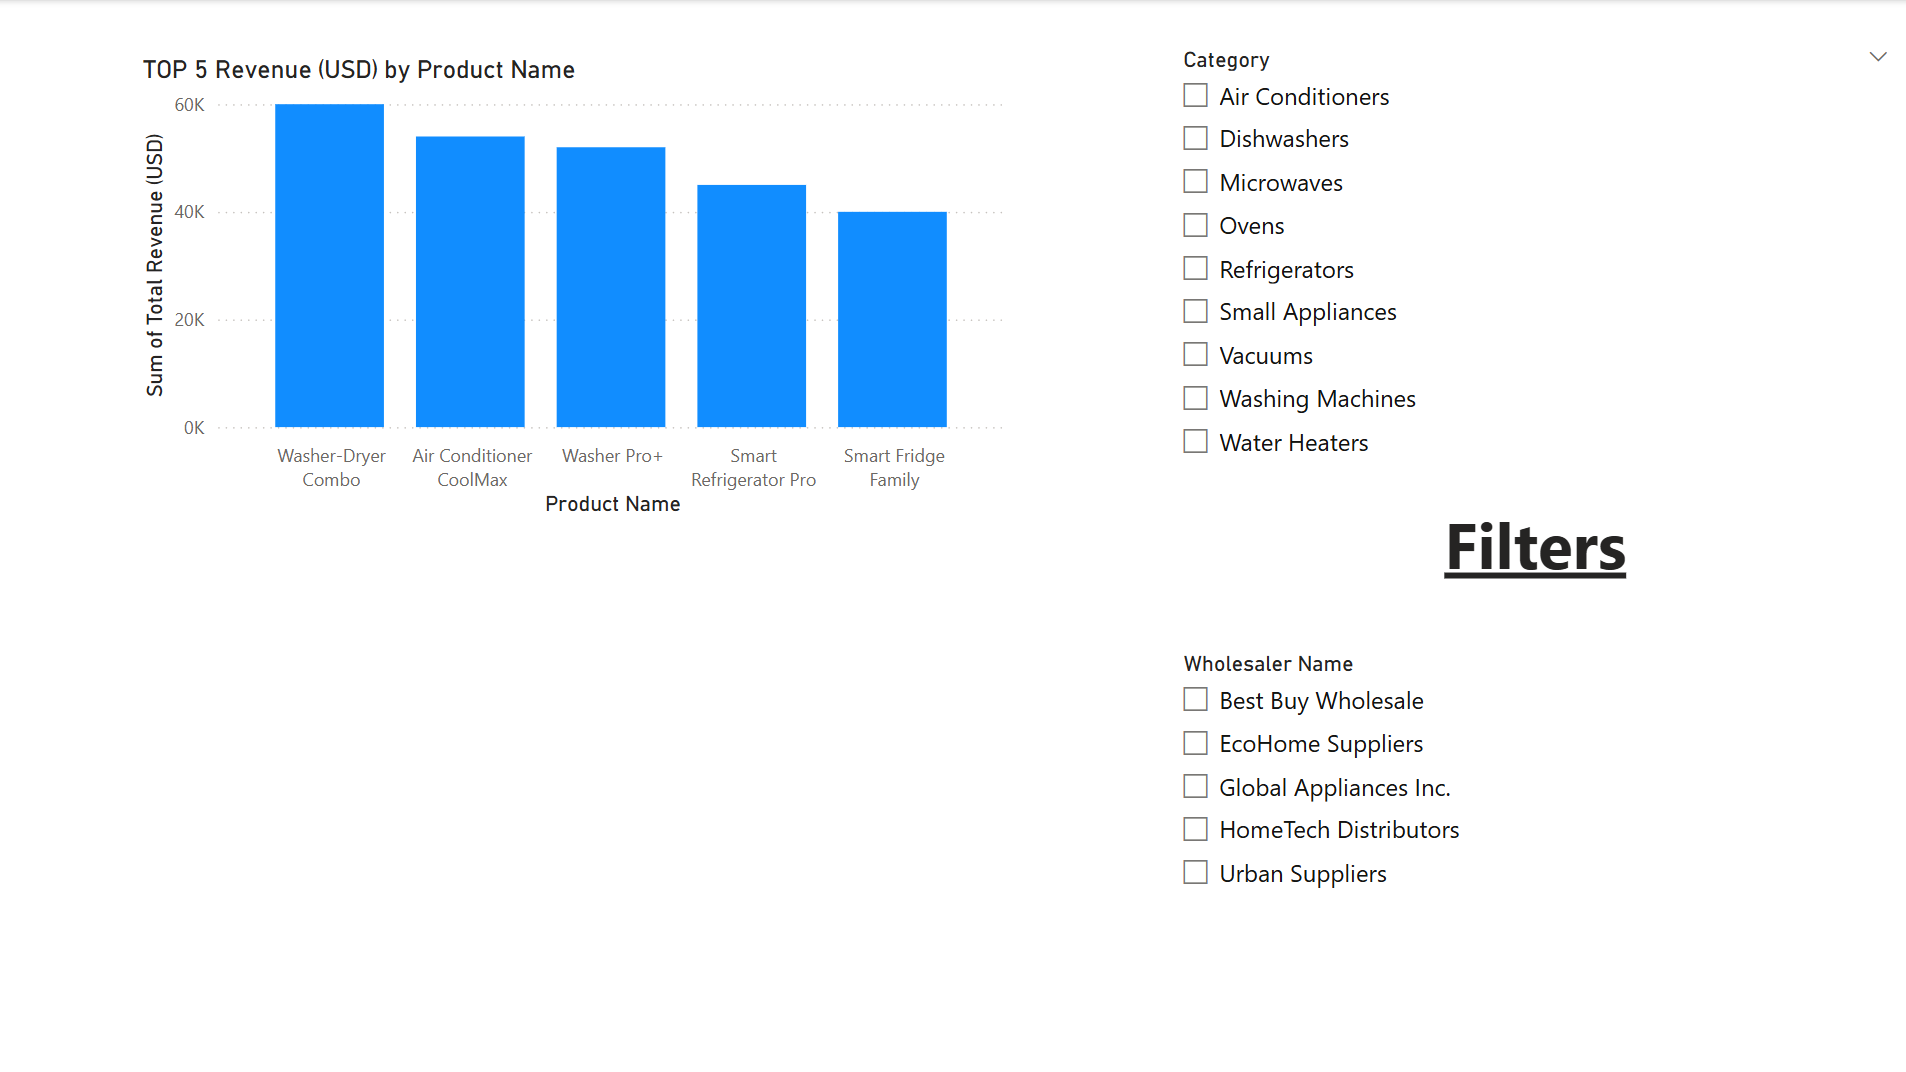 TOP 5 Revenue (USD) by Product Name
Sum of Total Revenue (USD)
60K
40K
20K
0K
Washer-Dryer
Combo
Air Conditioner
CoolMax
Washer Pro+
Smart
Refrigerator Pro
Smart Fridge
Family
Product Name
Category
Air Conditioners
Dishwashers
Microwaves
Ovens
Refrigerators
Small Appliances
Vacuums
Washing Machines
Water Heaters
Filters
Wholesaler Name
Best Buy Wholesale
EcoHome Suppliers
Global Appliances Inc.
HomeTech Distributors
Urban Suppliers